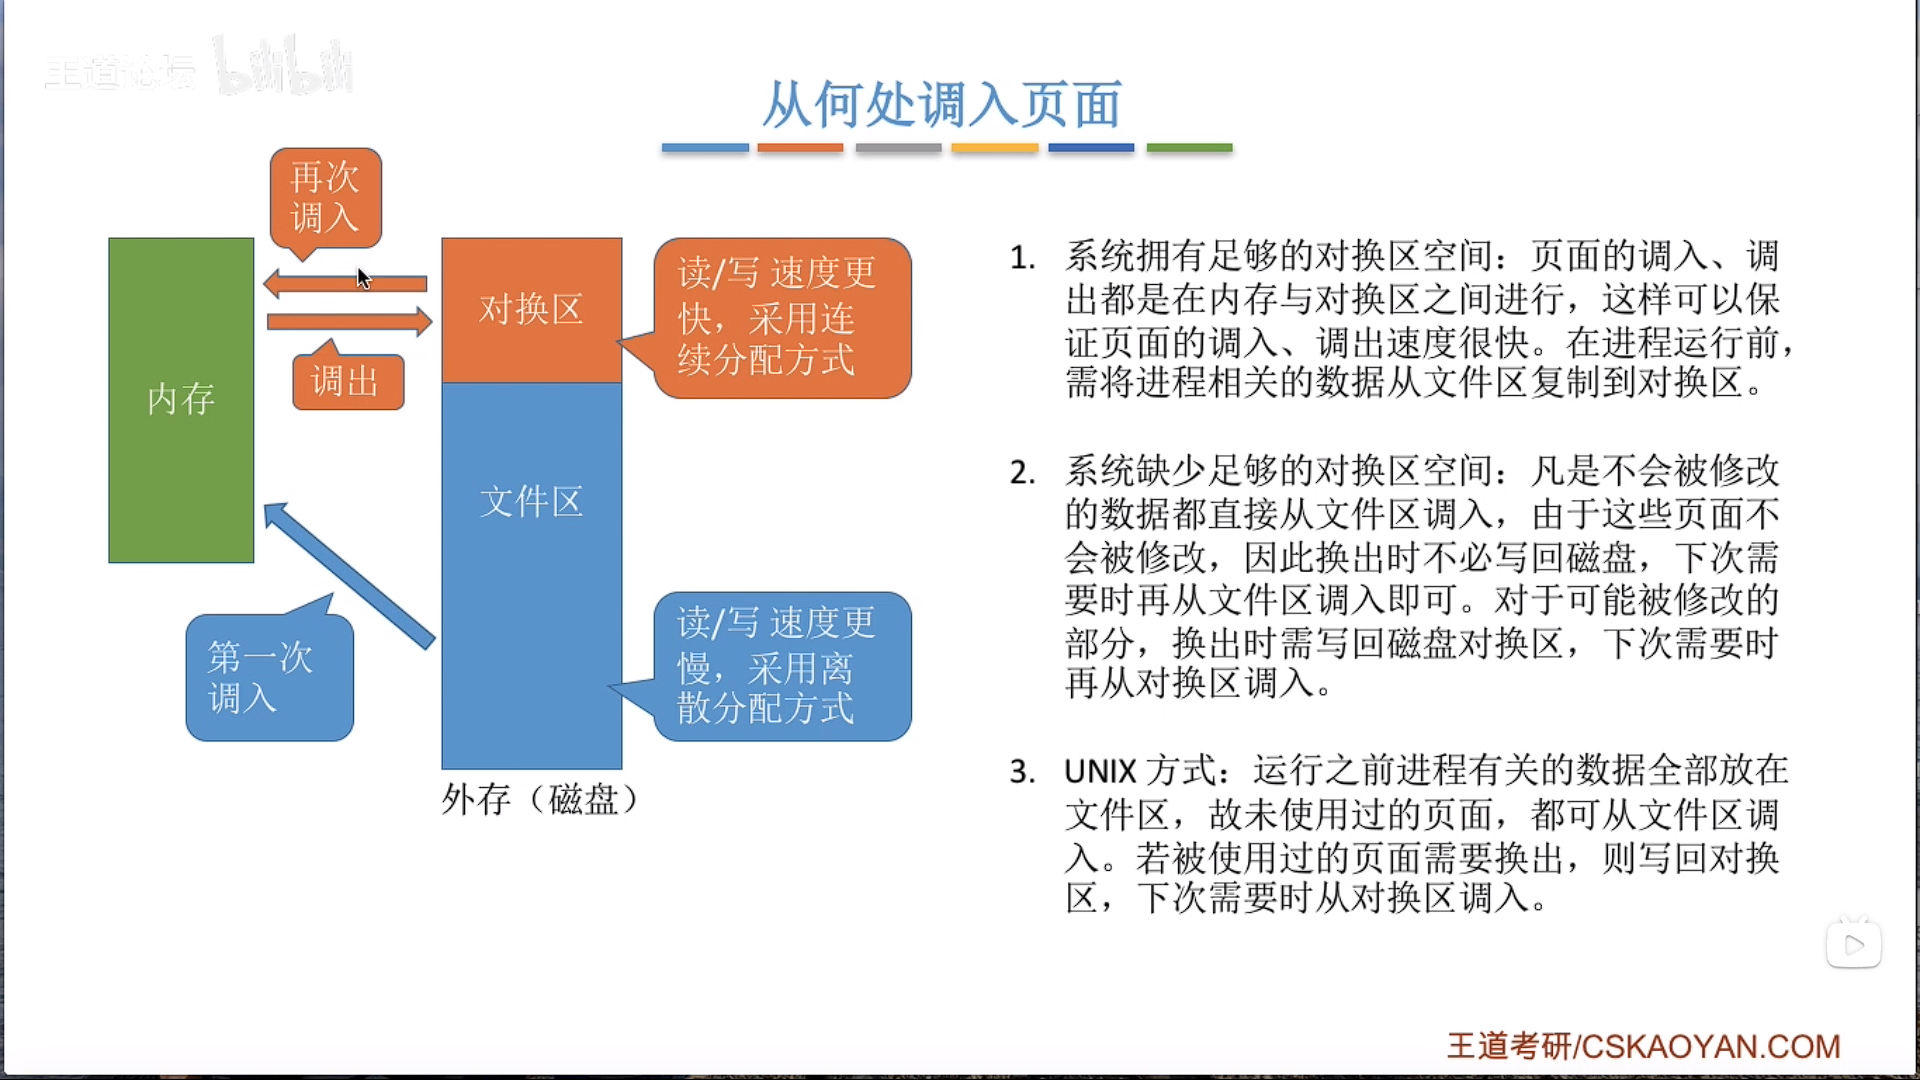 王道论坛 bilibili
从何处调入页面
再次
调入
调出
内存
第一次
调入
对换区
文件区
外存（磁盘）
读/写 速度更
快，采用连
续分配方式
读/写 速度更
慢，采用离
散分配方式
1. 系统拥有足够的对换区空间：页面的调入、调
出都是在内存与对换区之间进行，这样可以保
证页面的调入、调出速度很快。在进程运行前，
需将进程相关的数据从文件区复制到对换区。
2. 系统缺少足够的对换区空间：凡是不会被修改
的数据都直接从文件区调入，由于这些页面不
会被修改，因此换出时不必写回磁盘，下次需
要时再从文件区调入即可。对于可能被修改的
部分，换出时需写回磁盘对换区，下次需要时
再从对换区调入。
3. UNIX 方式：运行之前进程有关的数据全部放在
文件区，故未使用过的页面，都可从文件区调
入。若被使用过的页面需要换出，则写回对换
区，下次需要时从对换区调入。
王道考研/CSKAOYAN.COM